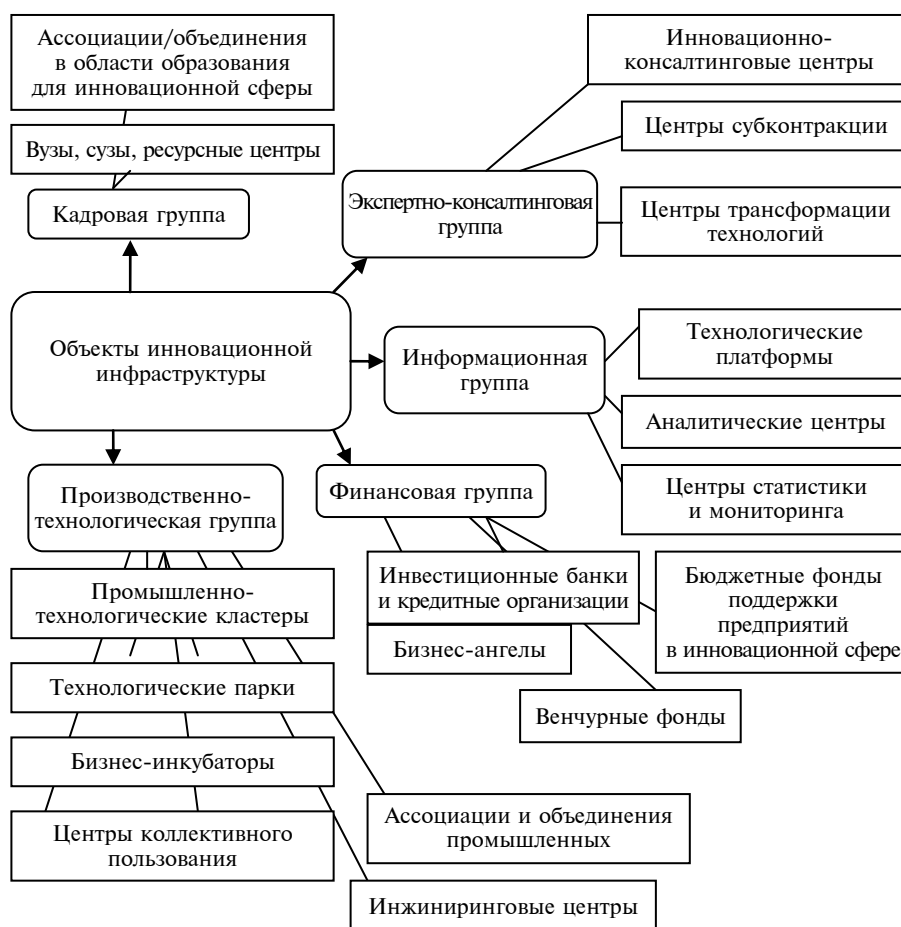 Ассоциации/объединения
в области образования
для инновационной сферы
Вузы, сузы, ресурсные центры
Кадровая группа
Инновационно-
консалтинговые центры
Центры субконтракции
Экспертно-консалтинговая
группа
Центры трансформации
технологий
Объекты инновационной
инфраструктуры
Информационная
группа
Технологические
платформы
Аналитические центры
Центры статистики
и мониторинга
Производственно-
технологическая группа
Финансовая группа
Промышленно-
технологические кластеры
Инвестиционные банки
и кредитные организации
Бюджетные фонды
поддержки
предприятий
в инновационной сфере
Бизнес-ангелы
Технологические парки
Венчурные фонды
Бизнес-инкубаторы
Центры коллективного
пользования
Ассоциации и объединения
промышленных
Инжиниринговые центры